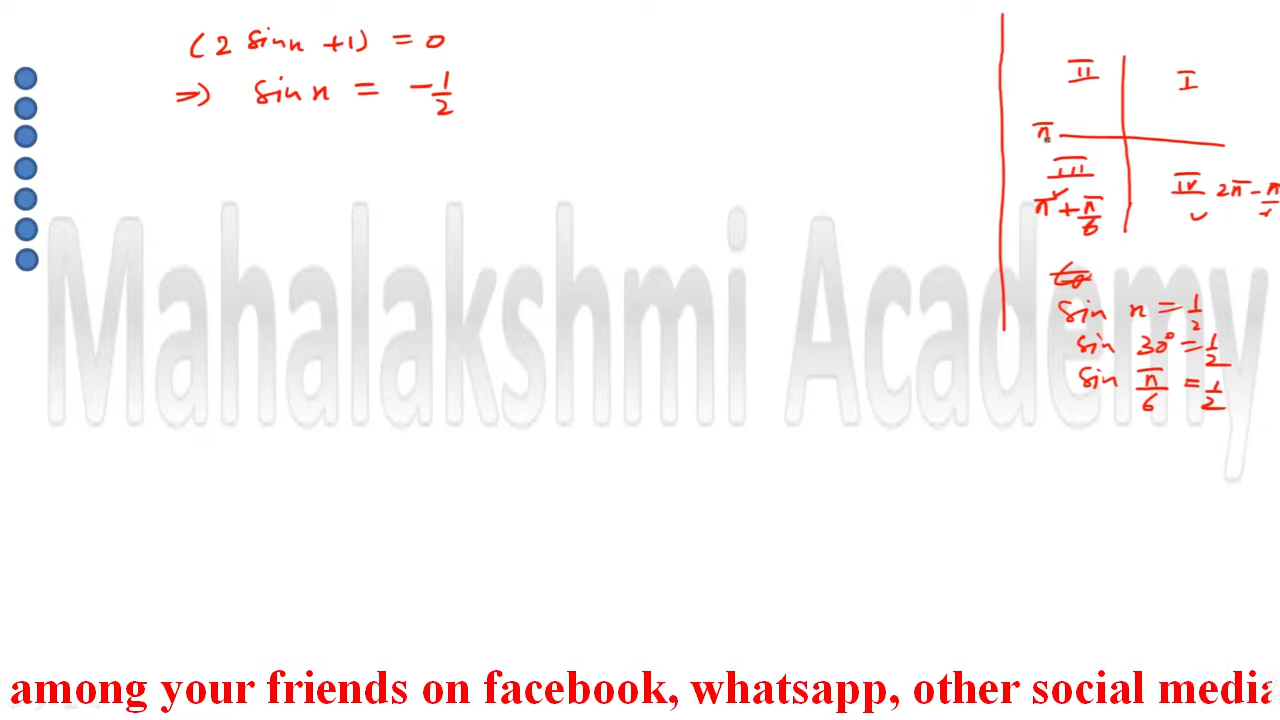 (2 sin x + 1) = 0
⇒ sin x = -1/2
II I
π
III
π + π/6
IV 2π - π/
sin x = 1/2
sin 30° = 1/2
sin π/6 = 1/2
Mahalakshmi Academy
among your friends on facebook, whatsapp, other social media